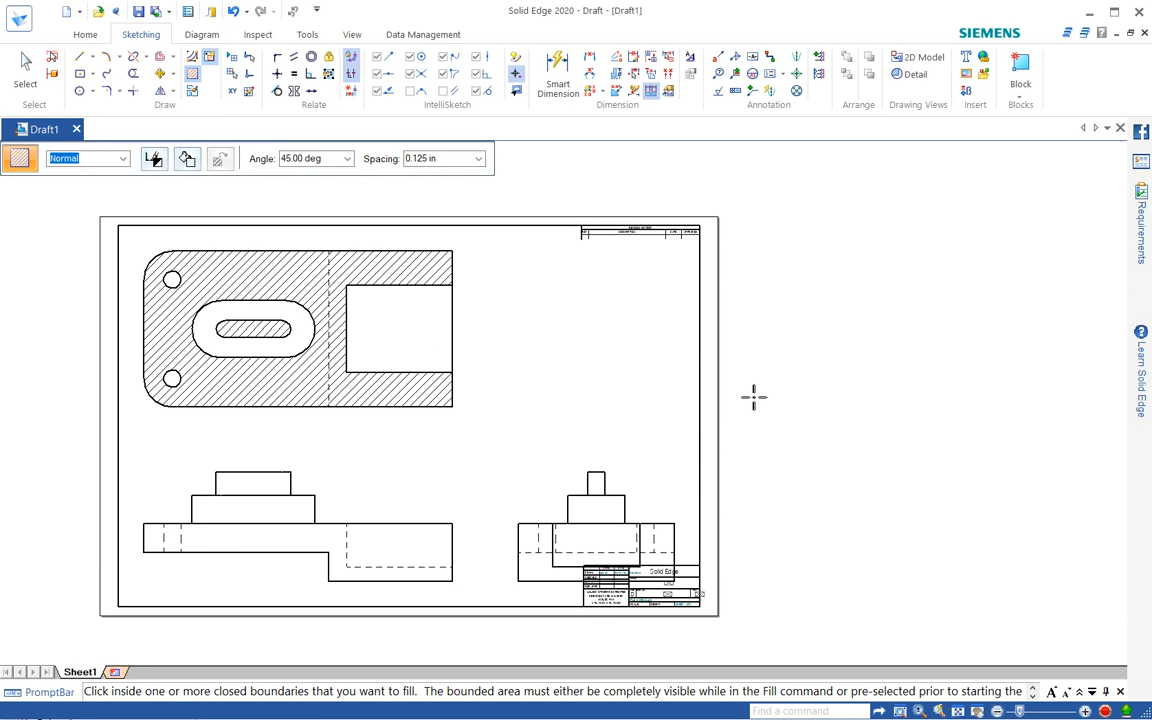 Solid Edge 2020 - Draft - [Draft1]
Home
Sketching
Diagram
Inspect
Tools
View
Data Management
SIEMENS
Select
Smart
Dimension
2D Model
Detail
Block
Select
Draw
Relate
IntelliSketch
Dimension
Annotation
Arrange
Drawing Views
Insert
Blocks
Draft1
Normal
Angle:
45.00 deg
Spacing:
0.125 in
Requirements
Learn Solid Edge
Solid Edge
Sheet1
PromptBar
Click inside one or more closed boundaries that you want to fill. The bounded area must either be completely visible while in the Fill command or pre-selected prior to starting the
Find a command